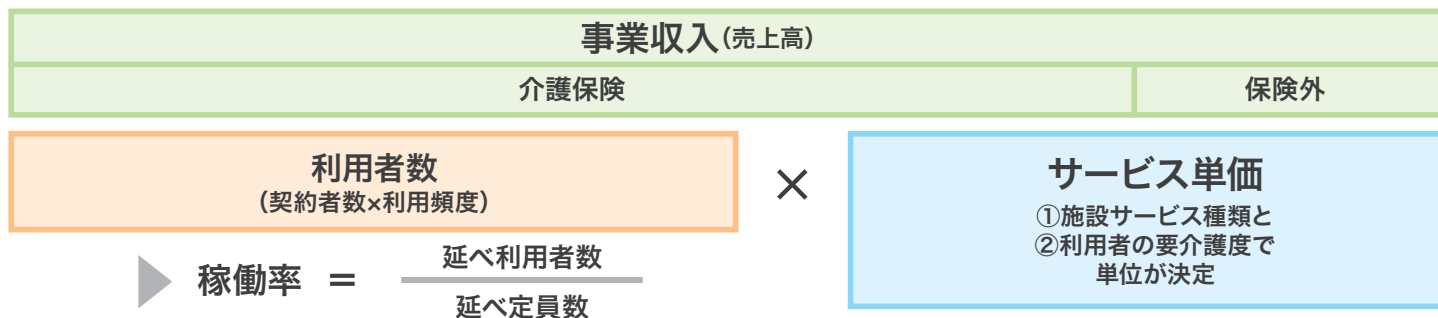 事業収入(売上高)
介護保険
保険外
利用者数
(契約者数×利用頻度)
×
サービス単価
①施設サービス種類と
②利用者の要介護度で
単位が決定
稼働率 =
延べ利用者数
延べ定員数